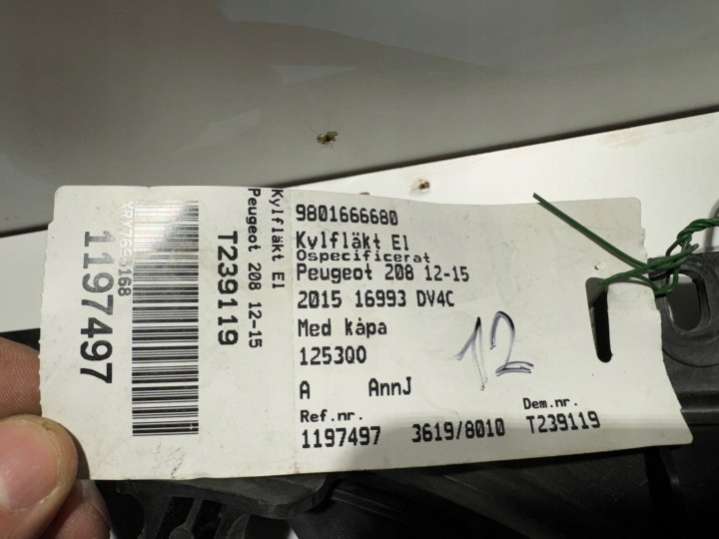 9801666680
Kylfläkt El
Ospecificerat
Peugeot 208 12-15
2015 16993 DV4C
Med kåpa
125300
A AnnJ
Ref.nr. Dem.nr.
1197497 3619/8010 T239119
12
Kylfläkt El
Peugeot 208 12-15
T239119
1197497